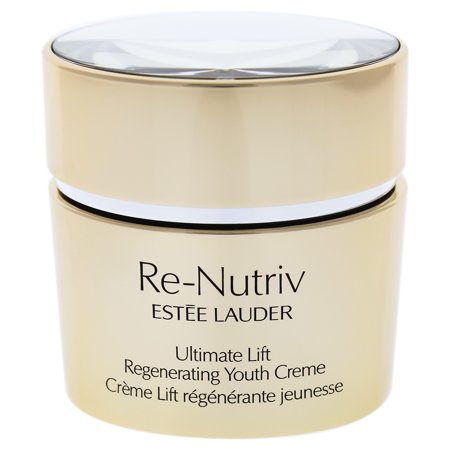 Re-Nutriv
ESTĒE LAUDER
Ultimate Lift
Regenerating Youth Creme
Crème Lift régénérante jeunesse